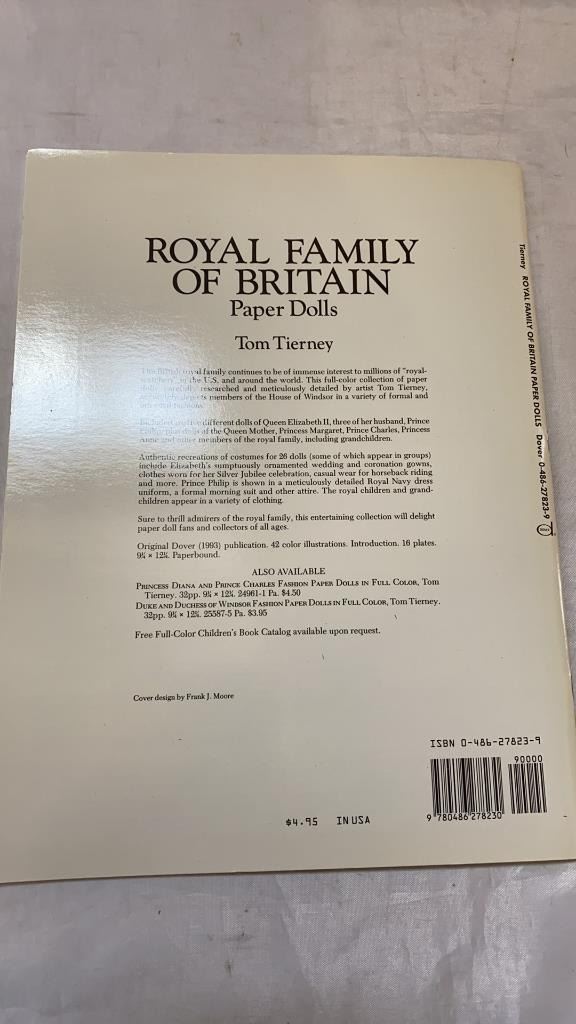 ROYAL FAMILY
OF BRITAIN
Paper Dolls
Tom Tierney
family continues to be of immense interest to millions of "royal-
the U.S. and around the world. This full-color collection of paper
researched and meticulously detailed by artist Tom Tierney,
members of the House of Windsor in a variety of formal and
different dolls of Queen Elizabeth II, three of her husband, Prince
of the Queen Mother, Princess Margaret, Prince Charles, Princess
Anne and other members of the royal family, including grandchildren.
Authentic recreations of costumes for 26 dolls (some of which appear in groups)
include Elizabeth's sumptuously ornamented wedding and coronation gowns,
clothes worn for her Silver Jubilee celebration, casual wear for horseback riding
and more. Prince Philip is shown in a meticulously detailed Royal Navy dress
uniform, a formal morning suit and other attire. The royal children and grand-
children appear in a variety of clothing.
Sure to thrill admirers of the royal family, this entertaining collection will delight
paper doll fans and collectors of all ages.
Original Dover (1993) publication. 42 color illustrations. Introduction. 16 plates.
9¼ × 12¼. Paperbound.
ALSO AVAILABLE
PRINCESS DIANA AND PRINCE CHARLES FASHION PAPER DOLLS IN FULL COLOR, Tom
Tierney. 32pp. 9¼ × 12¼. 24961-1 Pa. $4.50
DUKE AND DUCHESS OF WINDSOR FASHION PAPER DOLLS IN FULL COLOR, Tom Tierney.
32pp. 9¼ × 12¼. 25587-5 Pa. $3.95
Free Full-Color Children's Book Catalog available upon request.
Cover design by Frank J. Moore
ISBN 0-486-27823-9
90000
9 780486 278230
$4.95 IN USA
Tierney ROYAL FAMILY OF BRITAIN PAPER DOLLS Dover 0-486-27823-9